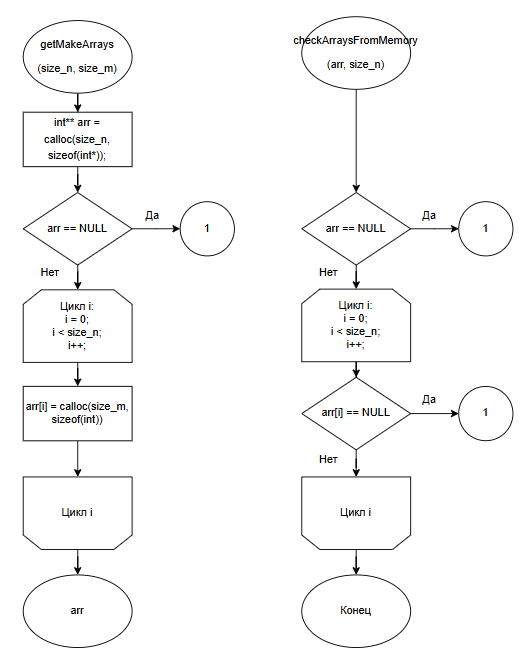 getMakeArrays
(size_n, size_m)
int** arr =
calloc(size_n,
sizeof(int*));
arr == NULL
Да
1
Нет
Цикл i:
i = 0;
i < size_n;
i++;
arr[i] = calloc(size_m,
sizeof(int))
Цикл i
arr
checkArraysFromMemory
(arr, size_n)
arr == NULL
Да
1
Нет
Цикл i:
i = 0;
i < size_n;
i++;
arr[i] == NULL
Да
1
Нет
Цикл i
Конец